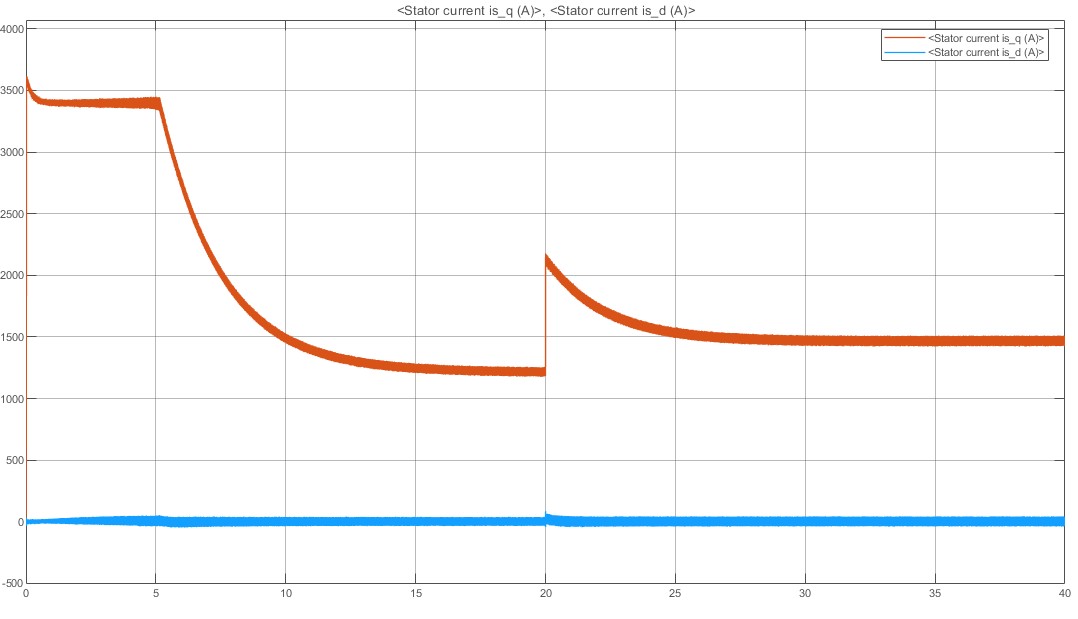 <Stator current is_q (A)>, <Stator current is_d (A)>
<Stator current is_q (A)>
<Stator current is_d (A)>
4000
3500
3000
2500
2000
1500
1000
500
0
-500
0 5 10 15 20 25 30 35 40